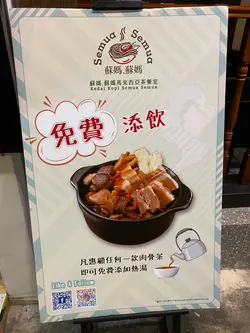 Semua Semua
蘇媽.蘇媽
蘇媽.蘇媽馬來西亞茶餐室
Kedai Kopi Semua Semua
免費 添飲
凡惠顧任何一款肉骨茶
即可免費添加熱湯
Like & Follow